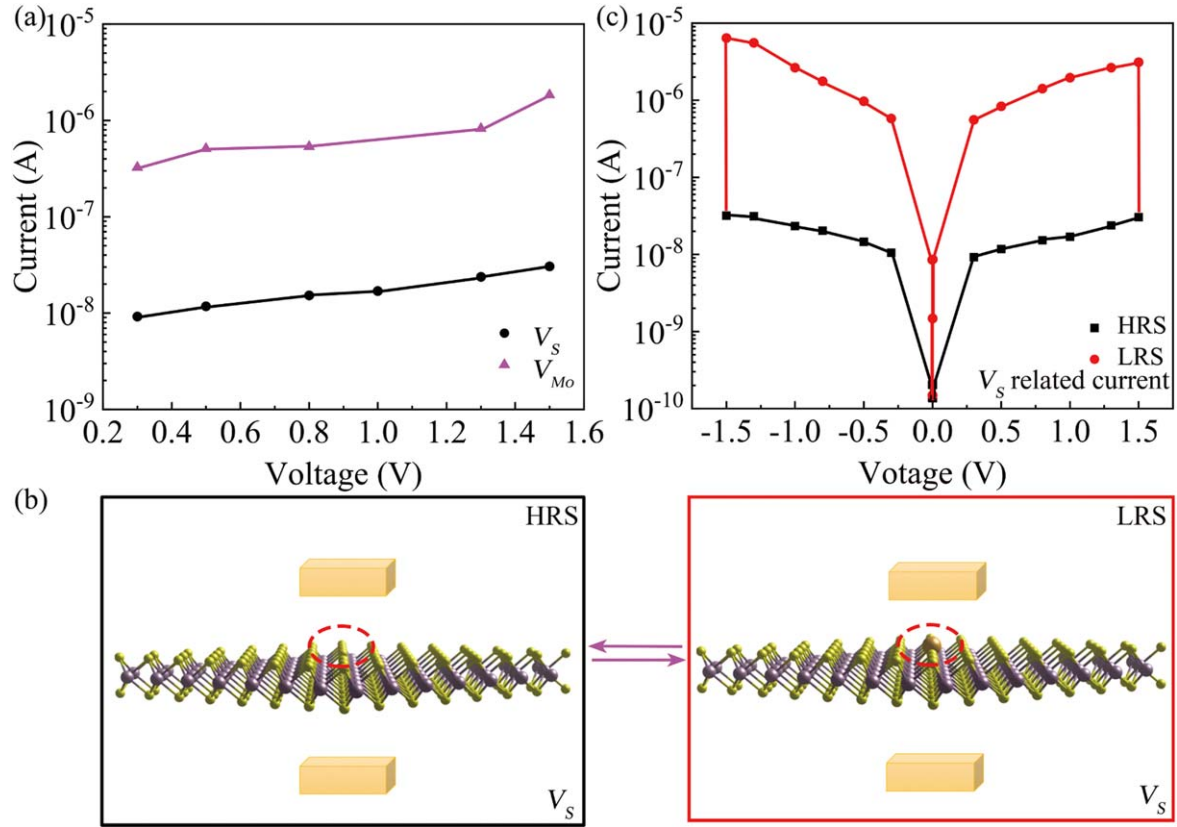 (a)
10⁻⁵
10⁻⁶
10⁻⁷
10⁻⁸
10⁻⁹
Current (A)
V_S
V_Mo
0.2 0.4 0.6 0.8 1.0 1.2 1.4 1.6
Voltage (V)
(c)
10⁻⁵
10⁻⁶
10⁻⁷
10⁻⁸
10⁻⁹
10⁻¹⁰
Current (A)
HRS
LRS
V_S related current
-1.5 -1.0 -0.5 0.0 0.5 1.0 1.5
Votage (V)
(b)
HRS
V_S
LRS
V_S